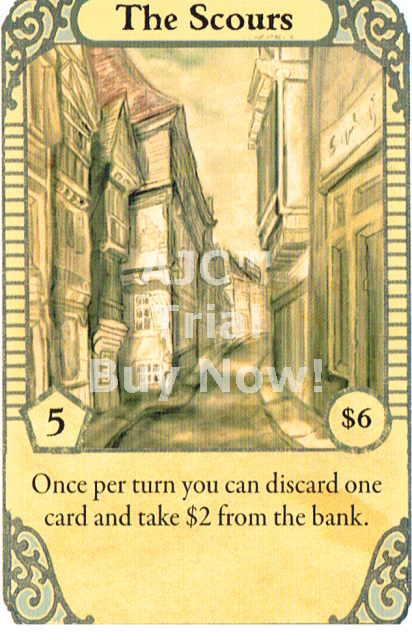 The Scours
JC
Trial
Buy Now!
5
$6
Once per turn you can discard one
card and take $2 from the bank.